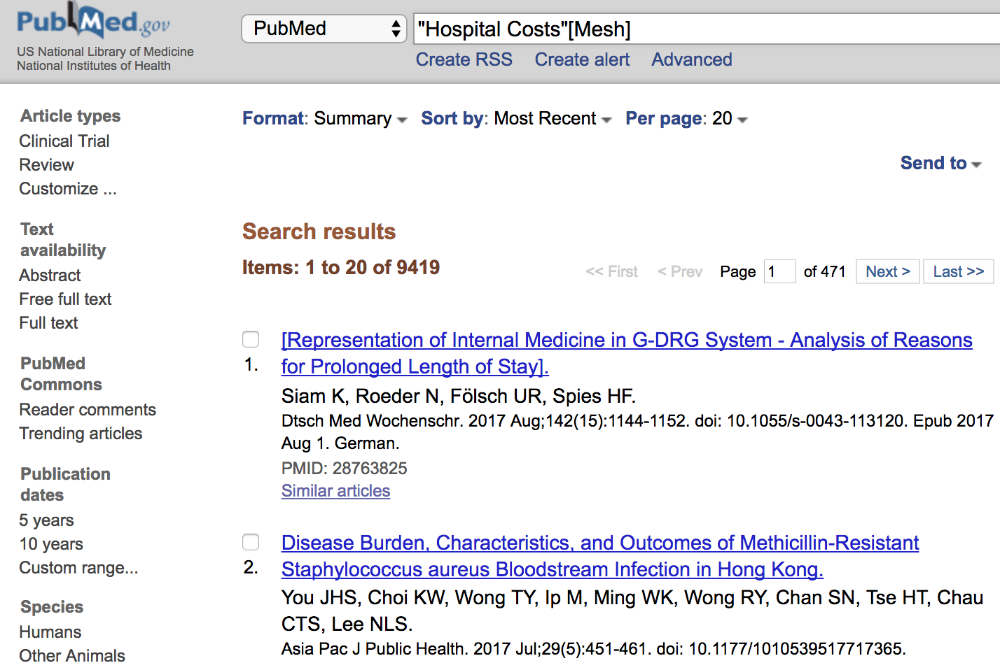 PubMed.gov
US National Library of Medicine
National Institutes of Health
PubMed
"Hospital Costs"[Mesh]
Create RSS Create alert Advanced
Article types
Clinical Trial
Review
Customize ...
Text
availability
Abstract
Free full text
Full text
PubMed
Commons
Reader comments
Trending articles
Publication
dates
5 years
10 years
Custom range...
Species
Humans
Other Animals
Format: Summary Sort by: Most Recent Per page: 20
Send to
Search results
Items: 1 to 20 of 9419
<< First < Prev Page 1 of 471 Next > Last >>
[Representation of Internal Medicine in G-DRG System - Analysis of Reasons
1. for Prolonged Length of Stay].
Siam K, Roeder N, Fölsch UR, Spies HF.
Dtsch Med Wochenschr. 2017 Aug;142(15):1144-1152. doi: 10.1055/s-0043-113120. Epub 2017
Aug 1. German.
PMID: 28763825
Similar articles
Disease Burden, Characteristics, and Outcomes of Methicillin-Resistant
2. Staphylococcus aureus Bloodstream Infection in Hong Kong.
You JHS, Choi KW, Wong TY, Ip M, Ming WK, Wong RY, Chan SN, Tse HT, Chau
CTS, Lee NLS.
Asia Pac J Public Health. 2017 Jul;29(5):451-461. doi: 10.1177/1010539517717365.